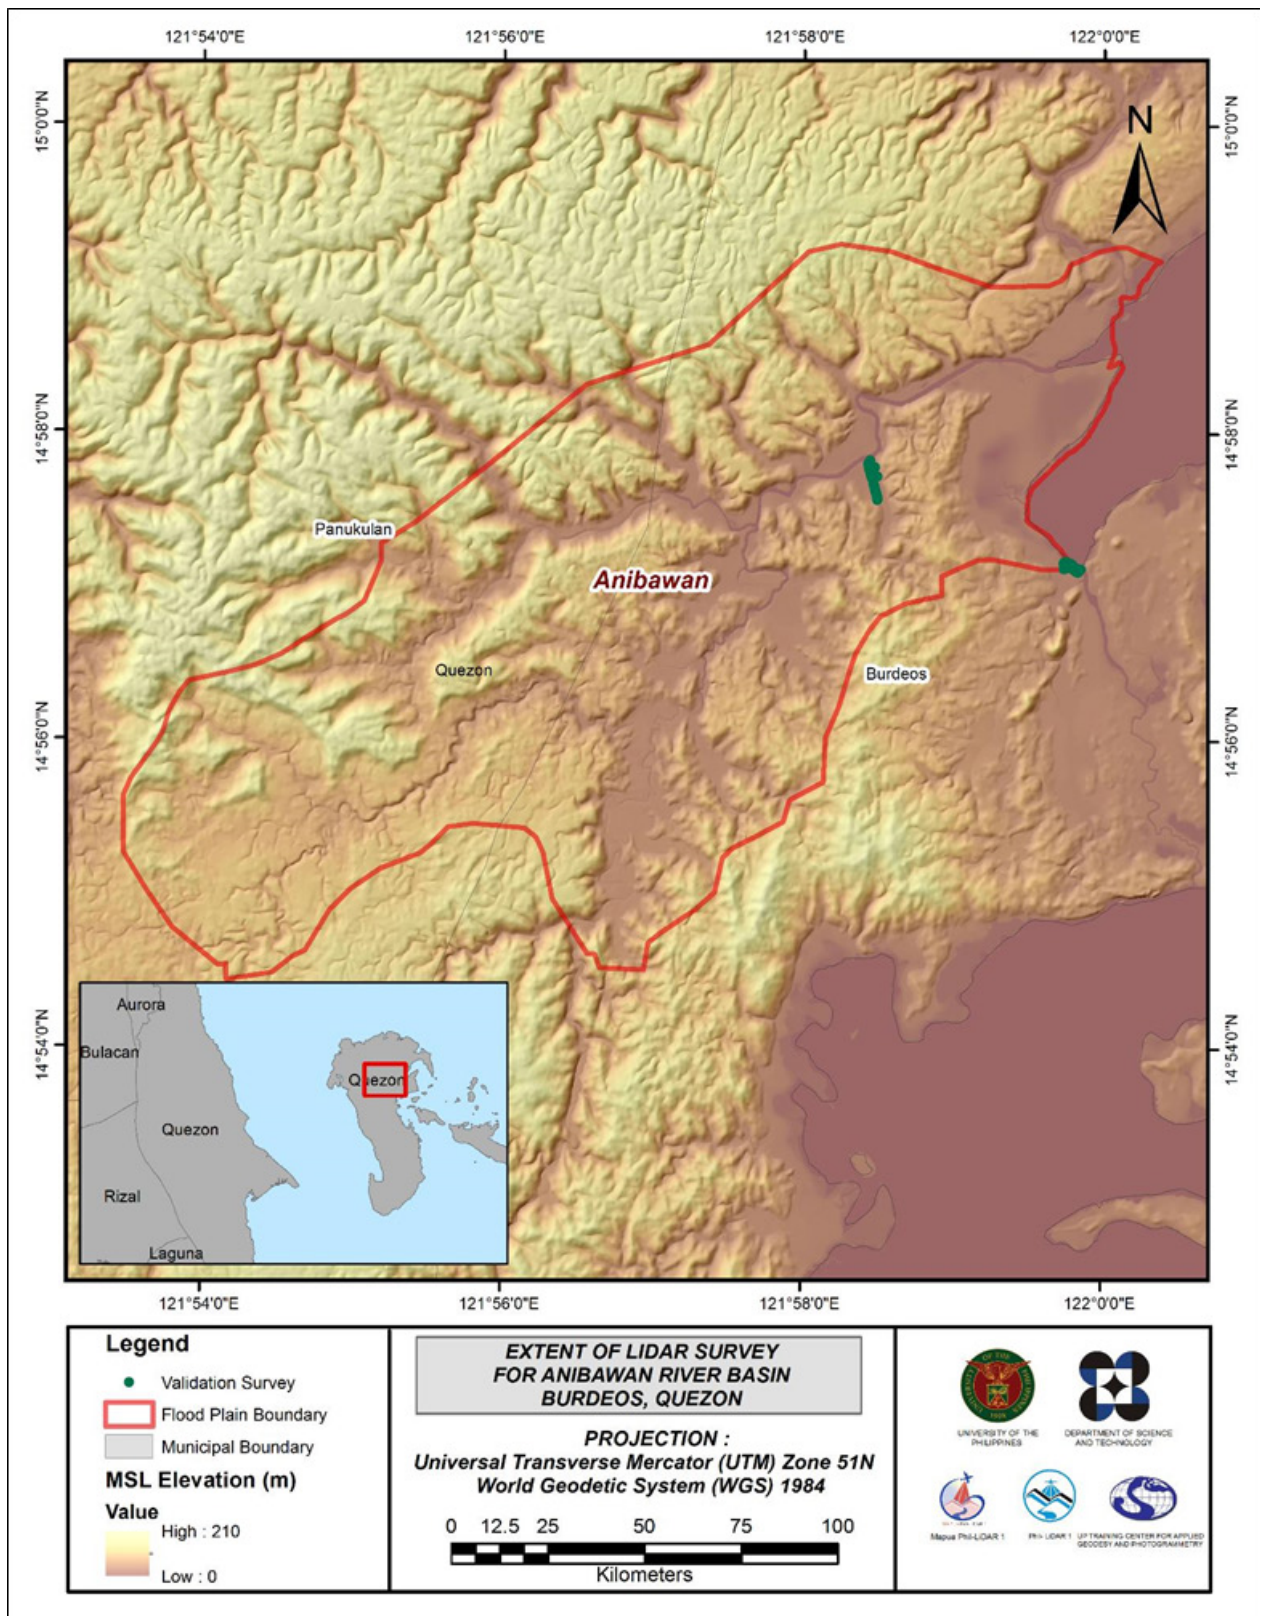 121°54'0"E
121°56'0"E
121°58'0"E
122°0'0"E
15°0'0"N
15°0'0"N
N
14°58'0"N
14°58'0"N
Panukulan
Anibawan
Quezon
Burdeos
14°56'0"N
14°56'0"N
14°54'0"N
14°54'0"N
Aurora
Bulacan
Quezon
Quezon
Rizal
Laguna
121°54'0"E
121°56'0"E
121°58'0"E
122°0'0"E
Legend
Validation Survey
Flood Plain Boundary
Municipal Boundary
MSL Elevation (m)
Value
High : 210
Low : 0
EXTENT OF LIDAR SURVEY
FOR ANIBAWAN RIVER BASIN
BURDEOS, QUEZON
PROJECTION :
Universal Transverse Mercator (UTM) Zone 51N
World Geodetic System (WGS) 1984
0 12.5 25 50 75 100
Kilometers
UNIVERSITY OF THE
PHILIPPINES
DEPARTMENT OF SCIENCE
AND TECHNOLOGY
Mapua Phil-LiDAR 1
Phil- LiDAR 1
UP TRAINING CENTER FOR APPLIED
GEODESY AND PHOTOGRAMMETRY